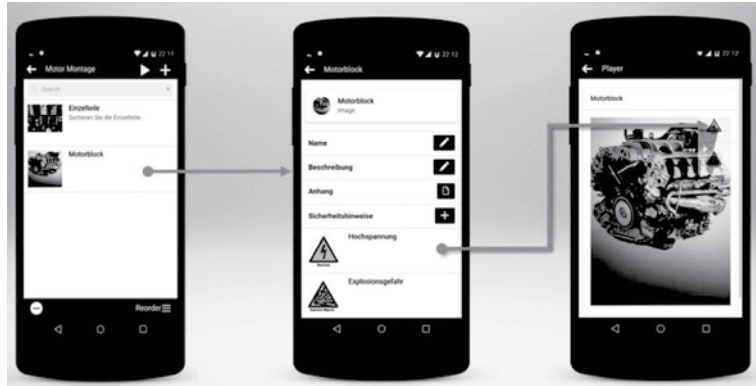 22:11
Motor Montage
Search
Einzelteile
Sortieren Sie die Einzelteile.
Motorblock
Reorder
22:12
Motorblock
Motorblock
image
Name
Beschreibung
Anhang
Sicherheitshinweise
Hochspannung
Explosionsgefahr
22:12
Player
Motorblock